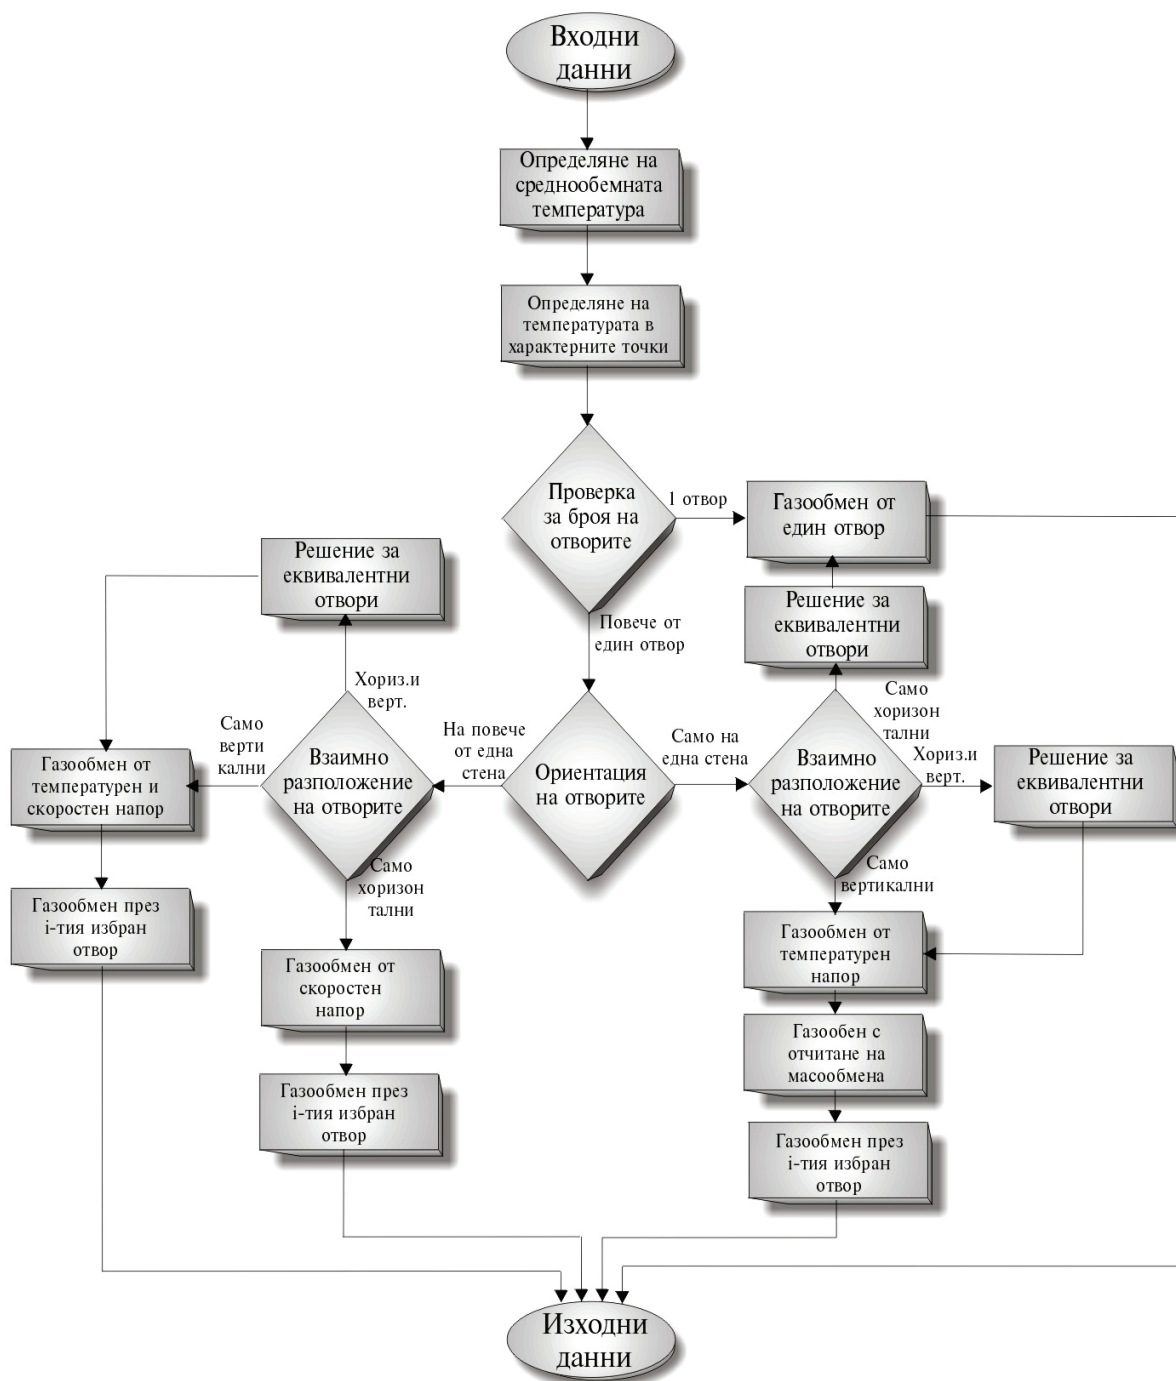 Входни
данни
Определяне на
среднообемната
температура
Определяне на
температурата в
характерните точки
Проверка
за броя на
отворите
1 отвор
Газообмен от
един отвор
Решение за
еквивалентни
отвори
Повече от
един отвор
Решение за
еквивалентни
отвори
Хориз.и
верт.
Само
хоризон
тални
Само
верти
кални
Взаимно
разположение
на отворите
На повече
от една
стена
Ориентация
на отворите
Само на
една стена
Взаимно
разположение
на отворите
Хориз.и
верт.
Решение за
еквивалентни
отвори
Газообмен от
температурен и
скоростен напор
Само
хоризон
тални
Само
вертикални
Газообмен през
i-тия избран
отвор
Газообмен от
скоростен
напор
Газообмен от
температурен
напор
Газообен с
отчитане на
масообмена
Газообмен през
i-тия избран
отвор
Газообмен през
i-тия избран
отвор
Изходни
данни